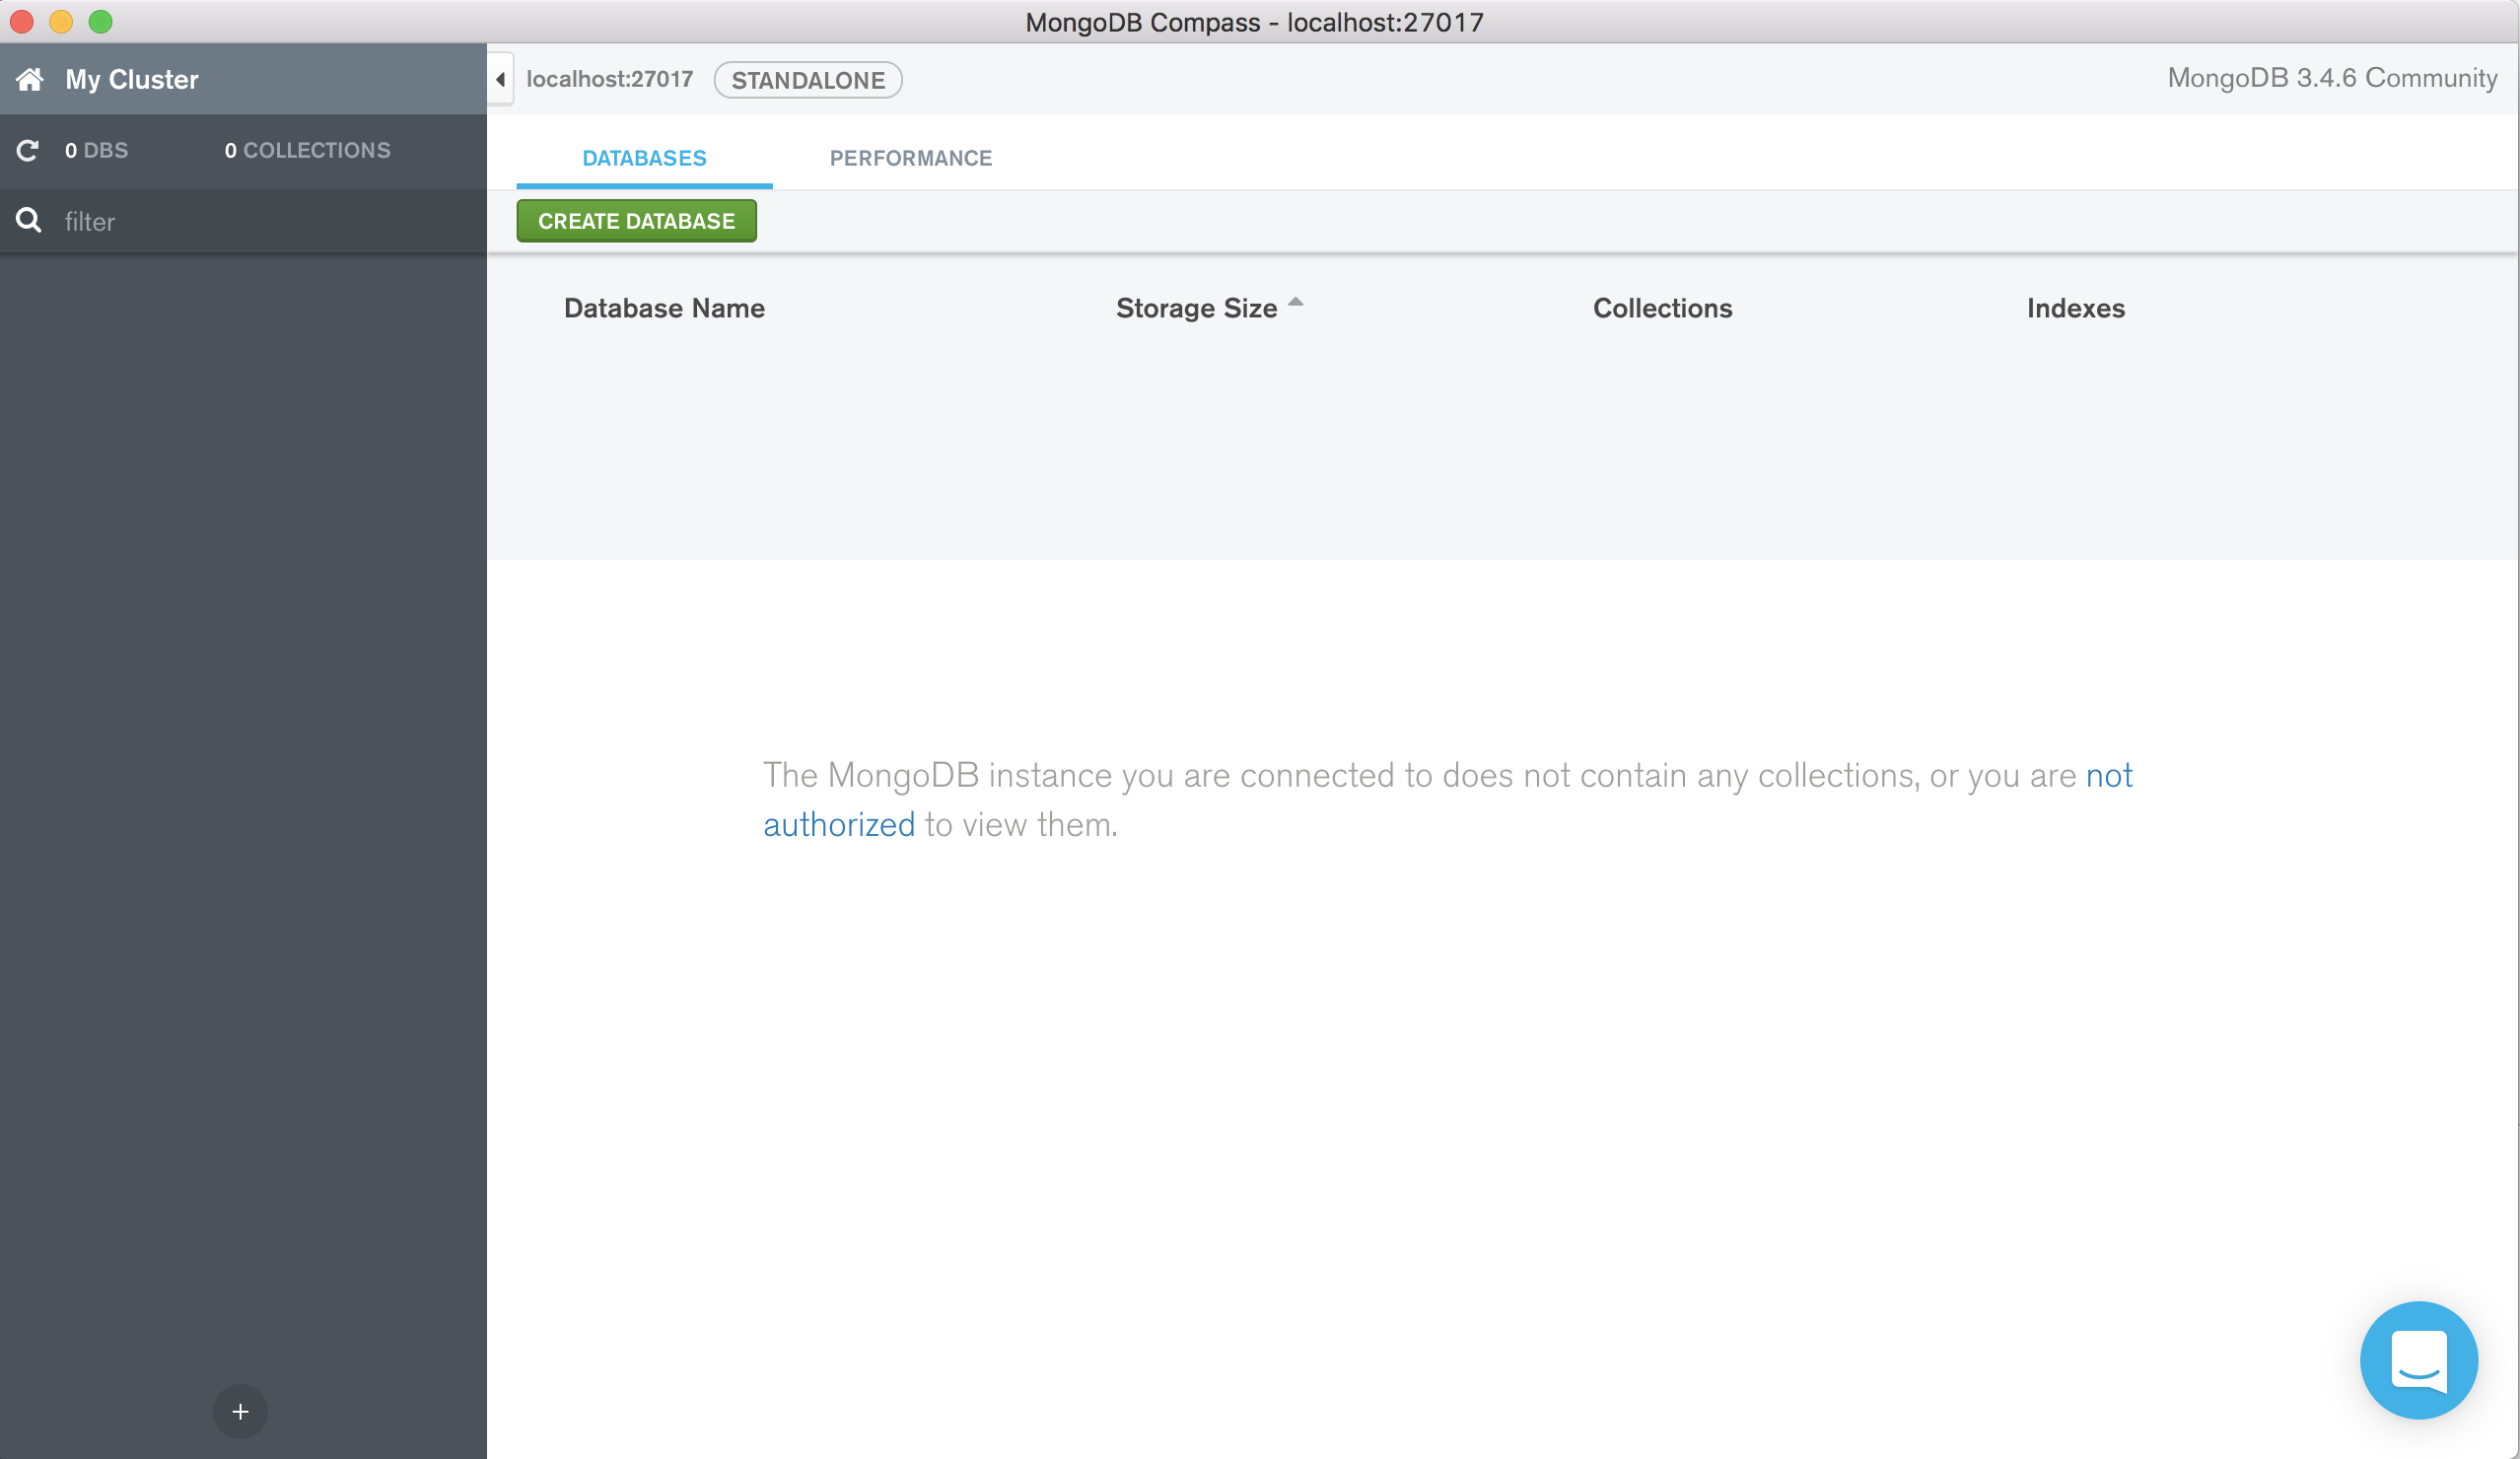 MongoDB Compass - localhost:27017
My Cluster
localhost:27017 STANDALONE
MongoDB 3.4.6 Community
0 DBS 0 COLLECTIONS
filter
DATABASES PERFORMANCE
CREATE DATABASE
Database Name Storage Size Collections Indexes
The MongoDB instance you are connected to does not contain any collections, or you are not
authorized to view them.
+